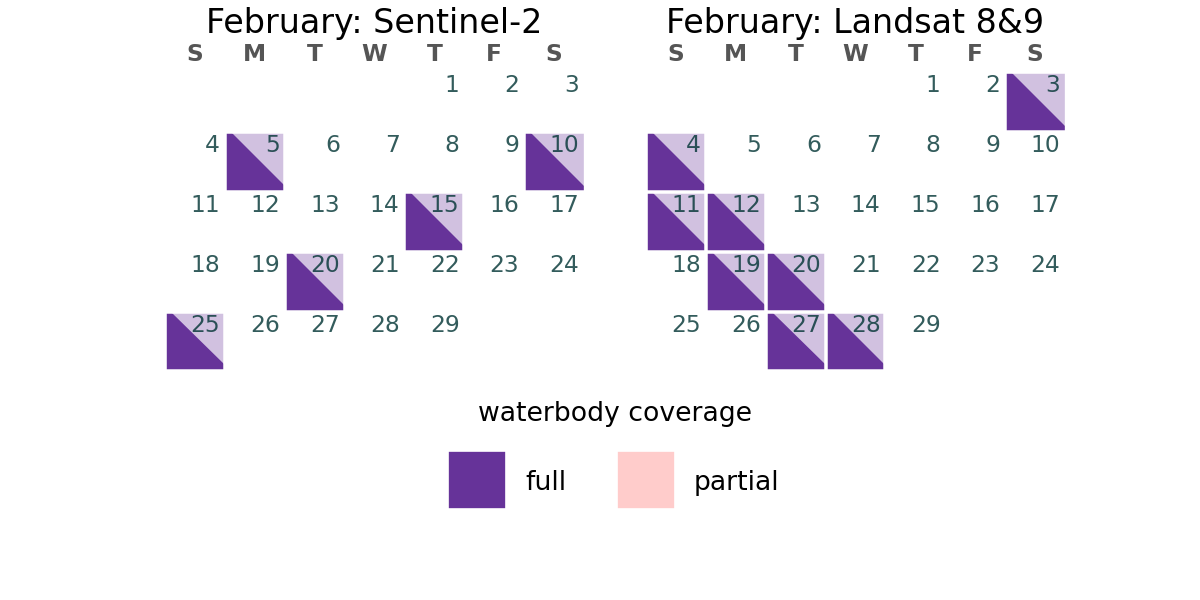 February: Sentinel-2
S M T W T F S
1 2 3
4 5 6 7 8 9 10
11 12 13 14 15 16 17
18 19 20 21 22 23 24
25 26 27 28 29
February: Landsat 8&9
S M T W T F S
1 2 3
4 5 6 7 8 9 10
11 12 13 14 15 16 17
18 19 20 21 22 23 24
25 26 27 28 29
waterbody coverage
full partial